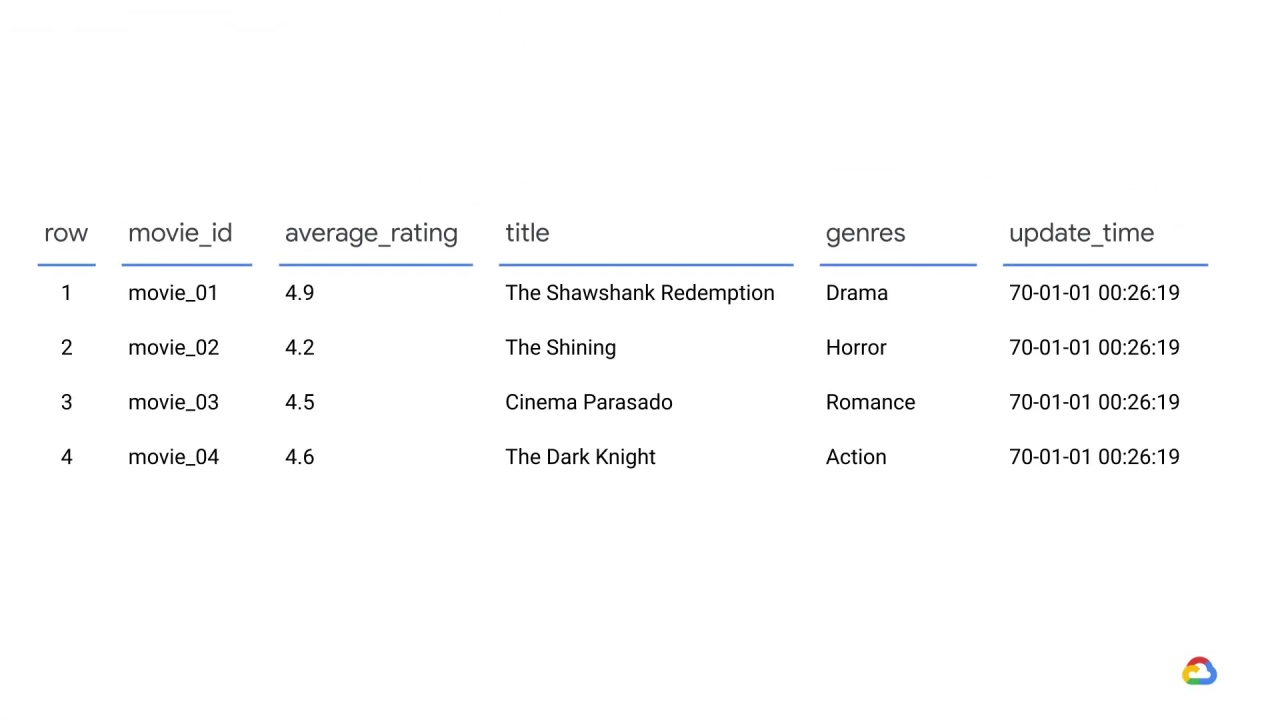 row movie_id average_rating title genres update_time
1 movie_01 4.9 The Shawshank Redemption Drama 70-01-01 00:26:19
2 movie_02 4.2 The Shining Horror 70-01-01 00:26:19
3 movie_03 4.5 Cinema Parasado Romance 70-01-01 00:26:19
4 movie_04 4.6 The Dark Knight Action 70-01-01 00:26:19